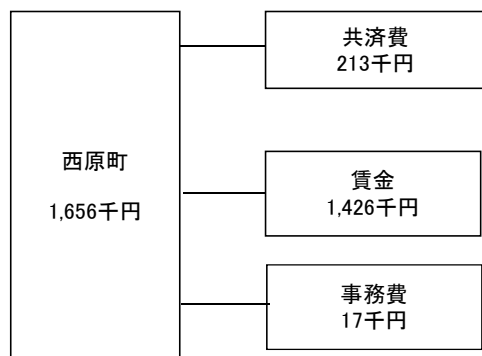 西原町
1,656千円
共済費
213千円
賃金
1,426千円
事務費
17千円